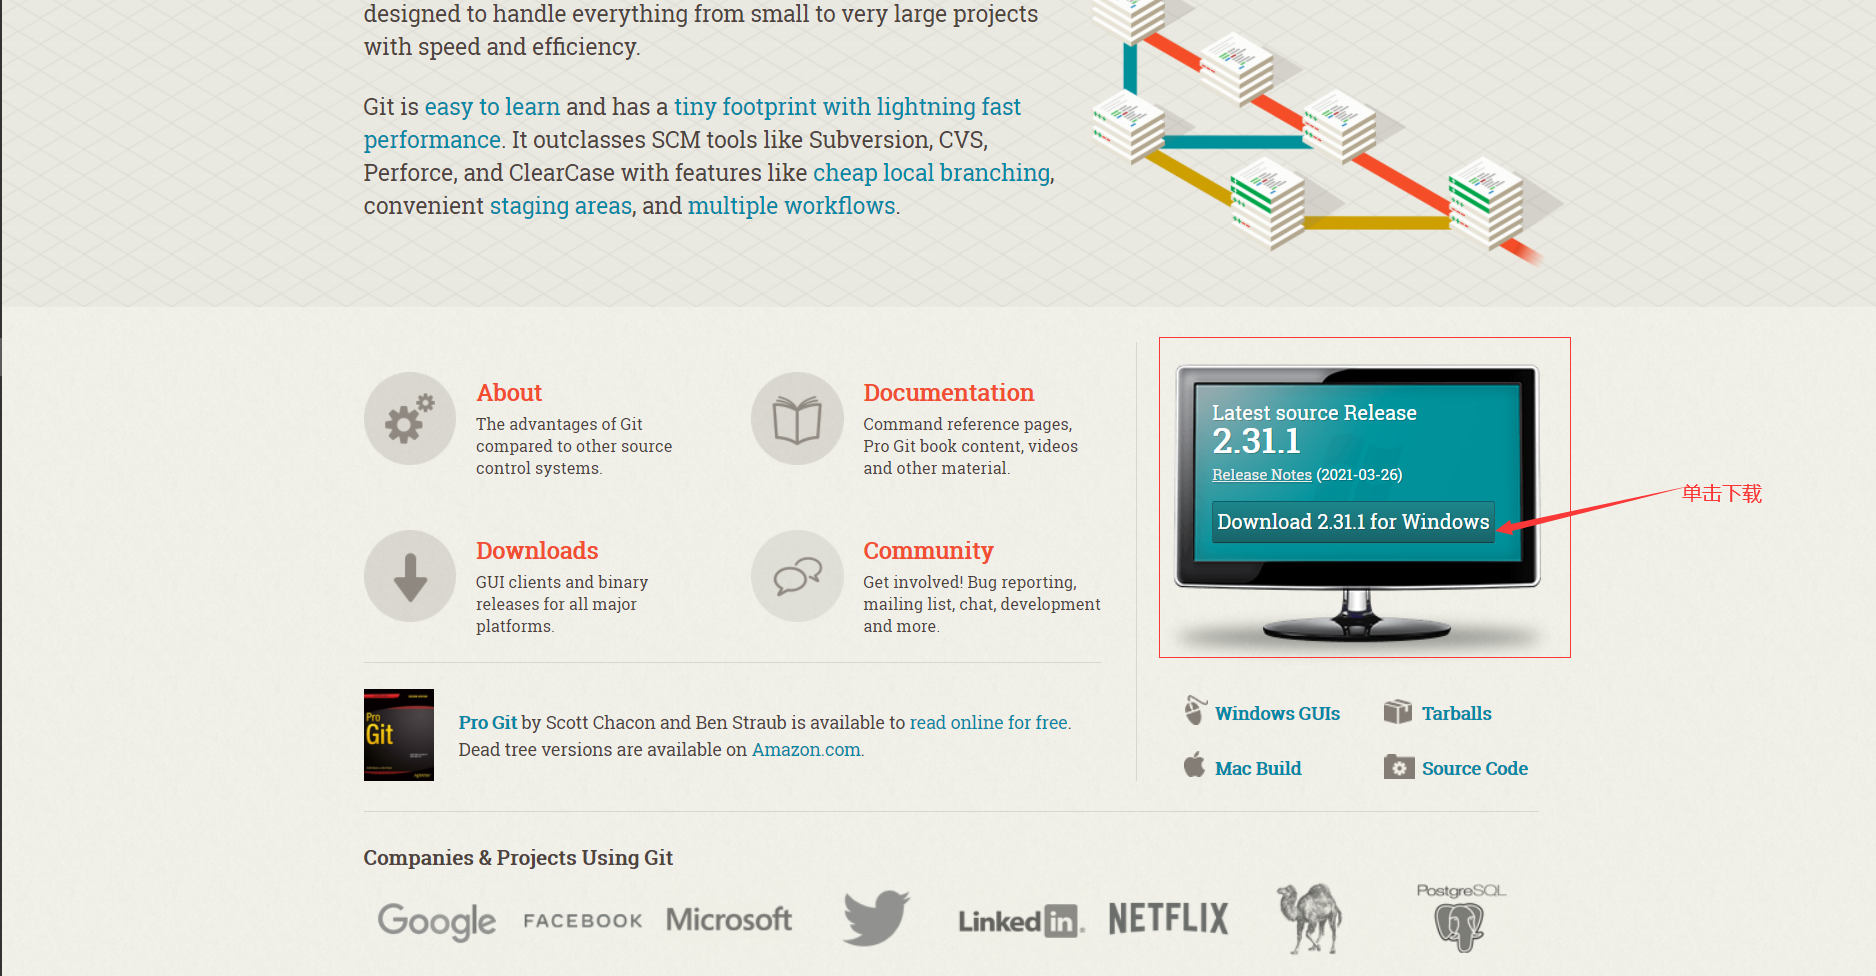 designed to handle everything from small to very large projects
with speed and efficiency.
Git is easy to learn and has a tiny footprint with lightning fast
performance. It outclasses SCM tools like Subversion, CVS,
Perforce, and ClearCase with features like cheap local branching,
convenient staging areas, and multiple workflows.
About
The advantages of Git
compared to other source
control systems.
Documentation
Command reference pages,
Pro Git book content, videos
and other material.
Downloads
GUI clients and binary
releases for all major
platforms.
Community
Get involved! Bug reporting,
mailing list, chat, development
and more.
Latest source Release
2.31.1
Release Notes (2021-03-26)
Download 2.31.1 for Windows
单击下载
Pro
Git
Pro Git by Scott Chacon and Ben Straub is available to read online for free.
Dead tree versions are available on Amazon.com.
Windows GUIs
Tarballs
Mac Build
Source Code
Companies & Projects Using Git
Google
FACEBOOK
Microsoft
Linked in
NETFLIX
PostgreSQL